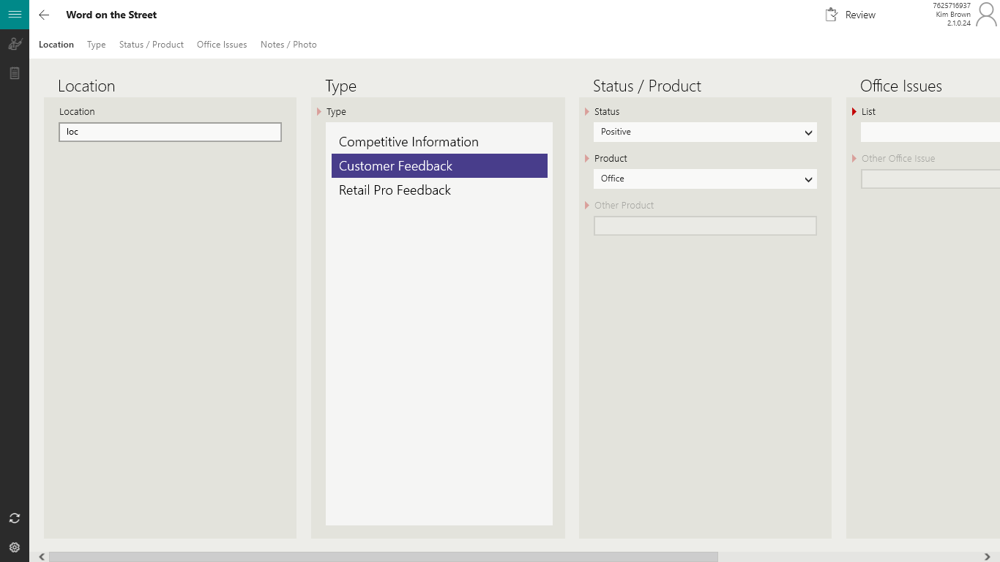 Word on the Street
Review
7625716937
Kim Brown
2.1.0.24
Location
Type
Status / Product
Office Issues
Notes / Photo
Location
Location
loc
Type
Type
Competitive Information
Customer Feedback
Retail Pro Feedback
Status / Product
Status
Positive
Product
Office
Other Product
Office Issues
List
Other Office Issue